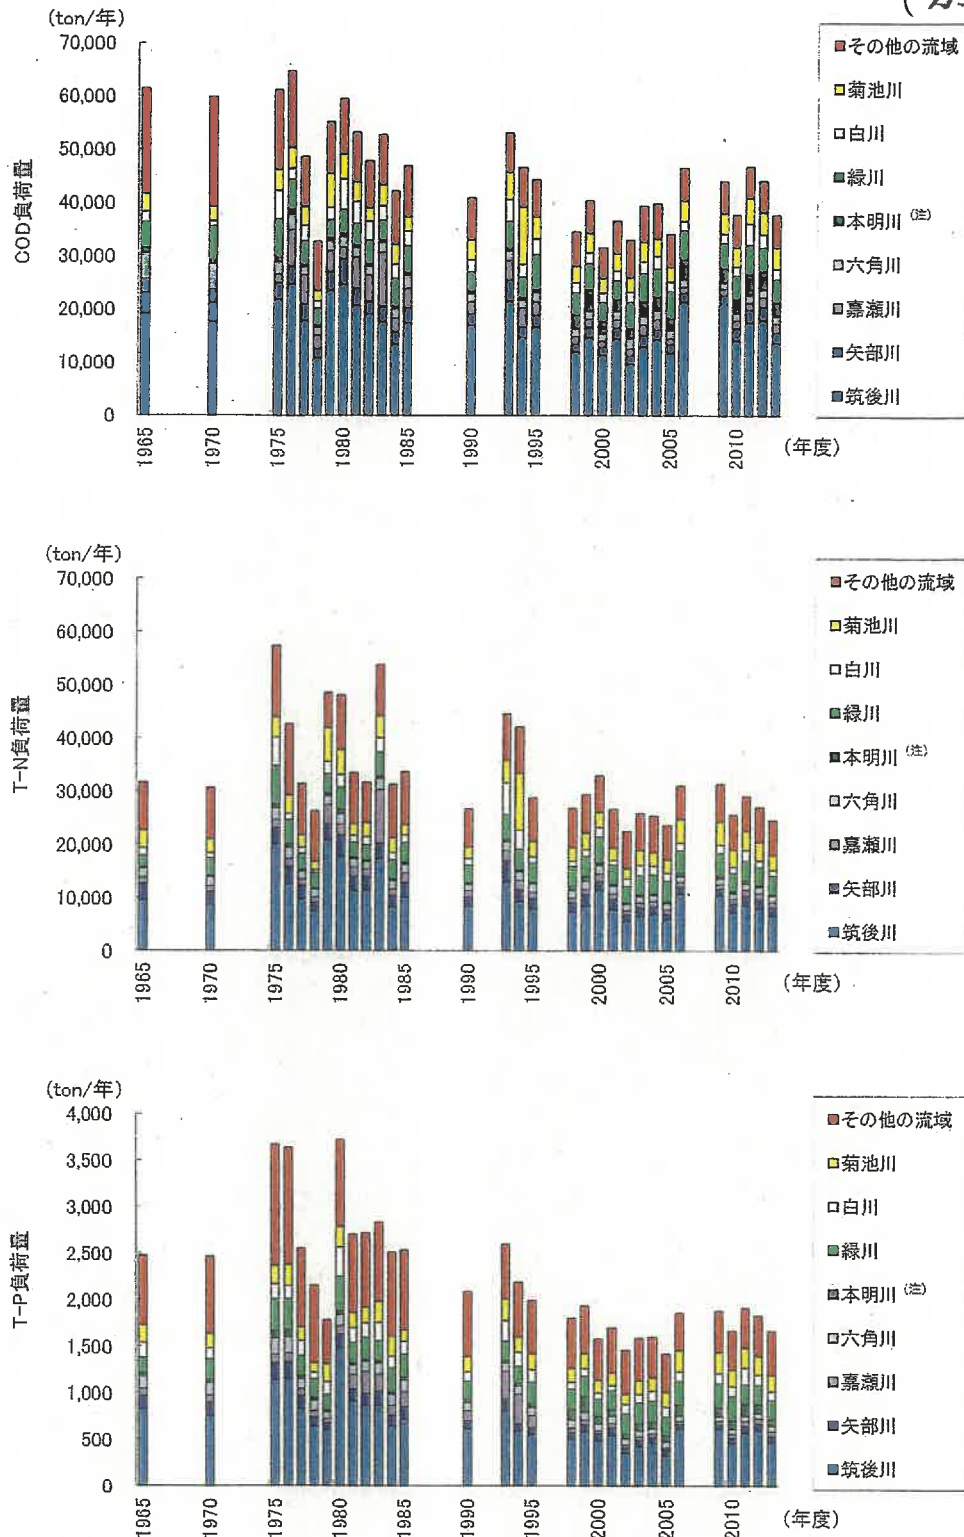 (ton/年)
COD負荷量
70,000
60,000
50,000
40,000
30,000
20,000
10,000
0
1965
1970
1975
1980
1985
1990
1995
2000
2005
2010
(年度)
その他の流域
菊池川
白川
緑川
本明川 (注)
六角川
嘉瀬川
矢部川
筑後川
(ton/年)
T-N負荷量
70,000
60,000
50,000
40,000
30,000
20,000
10,000
0
1965
1970
1975
1980
1985
1990
1995
2000
2005
2010
(年度)
その他の流域
菊池川
白川
緑川
本明川 (注)
六角川
嘉瀬川
矢部川
筑後川
(ton/年)
T-P負荷量
4,000
3,500
3,000
2,500
2,000
1,500
1,000
500
0
1965
1970
1975
1980
1985
1990
1995
2000
2005
2010
(年度)
その他の流域
菊池川
白川
緑川
本明川 (注)
六角川
嘉瀬川
矢部川
筑後川